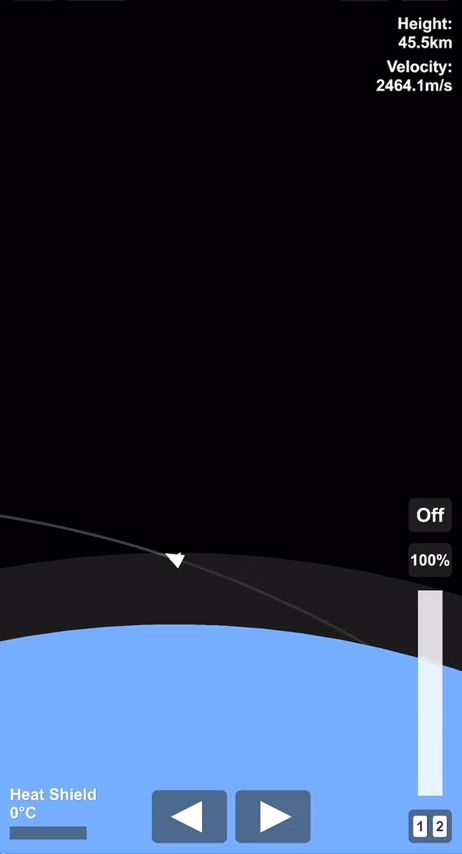 Height:
45.5km
Velocity:
2464.1m/s
Off
100%
Heat Shield
0°C
1 2